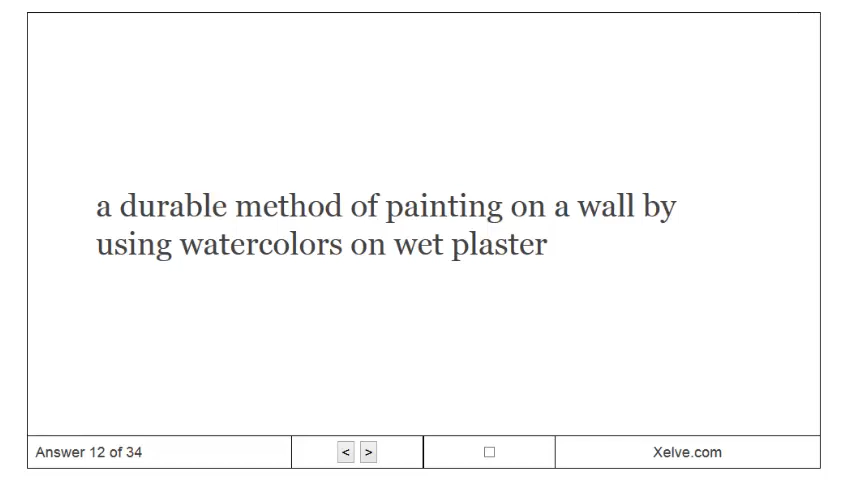 a durable method of painting on a wall by
using watercolors on wet plaster
Answer 12 of 34
< >
Xelve.com